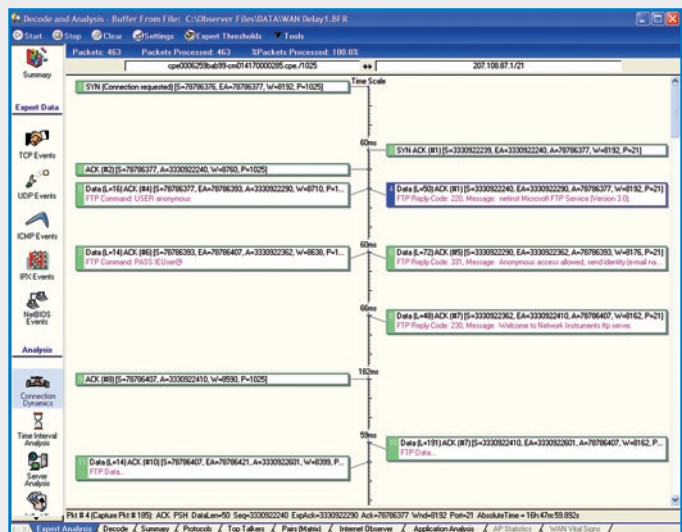 Decode and Analysis - Buffer From File: C:\Observer Files\DATA\WAN Delay1.BFR
Start Stop Clear Settings Expert Thresholds Tools
Packets: 463 Packets Processed: 463 %Packets Processed: 100.0%
cpe0006259bab99-cm014170000285.cpe./1025 207.108.87.1/21
Summary
Expert Data
TCP Events
UDP Events
ICMP Events
IPX Events
NetBIOS Events
Analysis
Connection Dynamics
Time Interval Analysis
Server Analysis
Time Scale
SYN (Connection requested) [S=78786376, EA=78786377, W=8192, P=1025]
60ms
SYN ACK (#1) [S=3330922239, EA=3330922240, A=78786377, W=8192, P=21]
ACK (#2) [S=78786377, A=3330922240, W=8760, P=1025]
Data (L=16) ACK (#4) [S=78786377, EA=78786393, A=3330922290, W=8710, P=1...
FTP Command: USER anonymous
4 Data (L=50) ACK (#1) [S=3330922240, EA=3330922290, A=78786377, W=8192, P=21]
FTP Reply Code: 220, Message: netinst Microsoft FTP Service (Version 3.0).
60ms
Data (L=14) ACK (#6) [S=78786393, EA=78786407, A=3330922362, W=8638, P=1...
FTP Command: PASS IEUser@
Data (L=72) ACK (#5) [S=3330922290, EA=3330922362, A=78786393, W=8176, P=21]
FTP Reply Code: 331, Message: Anonymous access allowed, send identity (e-mail na...
66ms
Data (L=48) ACK (#7) [S=3330922362, EA=3330922410, A=78786407, W=8162, P=21]
FTP Reply Code: 230, Message: Welcome to Network Instruments ftp server.
182ms
ACK (#8) [S=78786407, A=3330922410, W=8590, P=1025]
59ms
Data (L=191) ACK (#7) [S=3330922410, EA=3330922601, A=78786407, W=8162, P...
FTP Data...
Data (L=14) ACK (#10) [S=78786407, EA=78786421, A=3330922601, W=8399, P...
FTP Data...
Pkt # 4 (Capture Pkt # 185): ACK PSH DataLen=50 Seq=3330922240 ExpAck=3330922290 Ack=78786377 Wnd=8192 Port=21 AbsoluteTime = 16h:47m:59.892s
Expert Analysis Decode Summary Protocols Top Talkers Pairs (Matrix) Internet Observer Application Analysis AP Statistics WAN Vital Signs